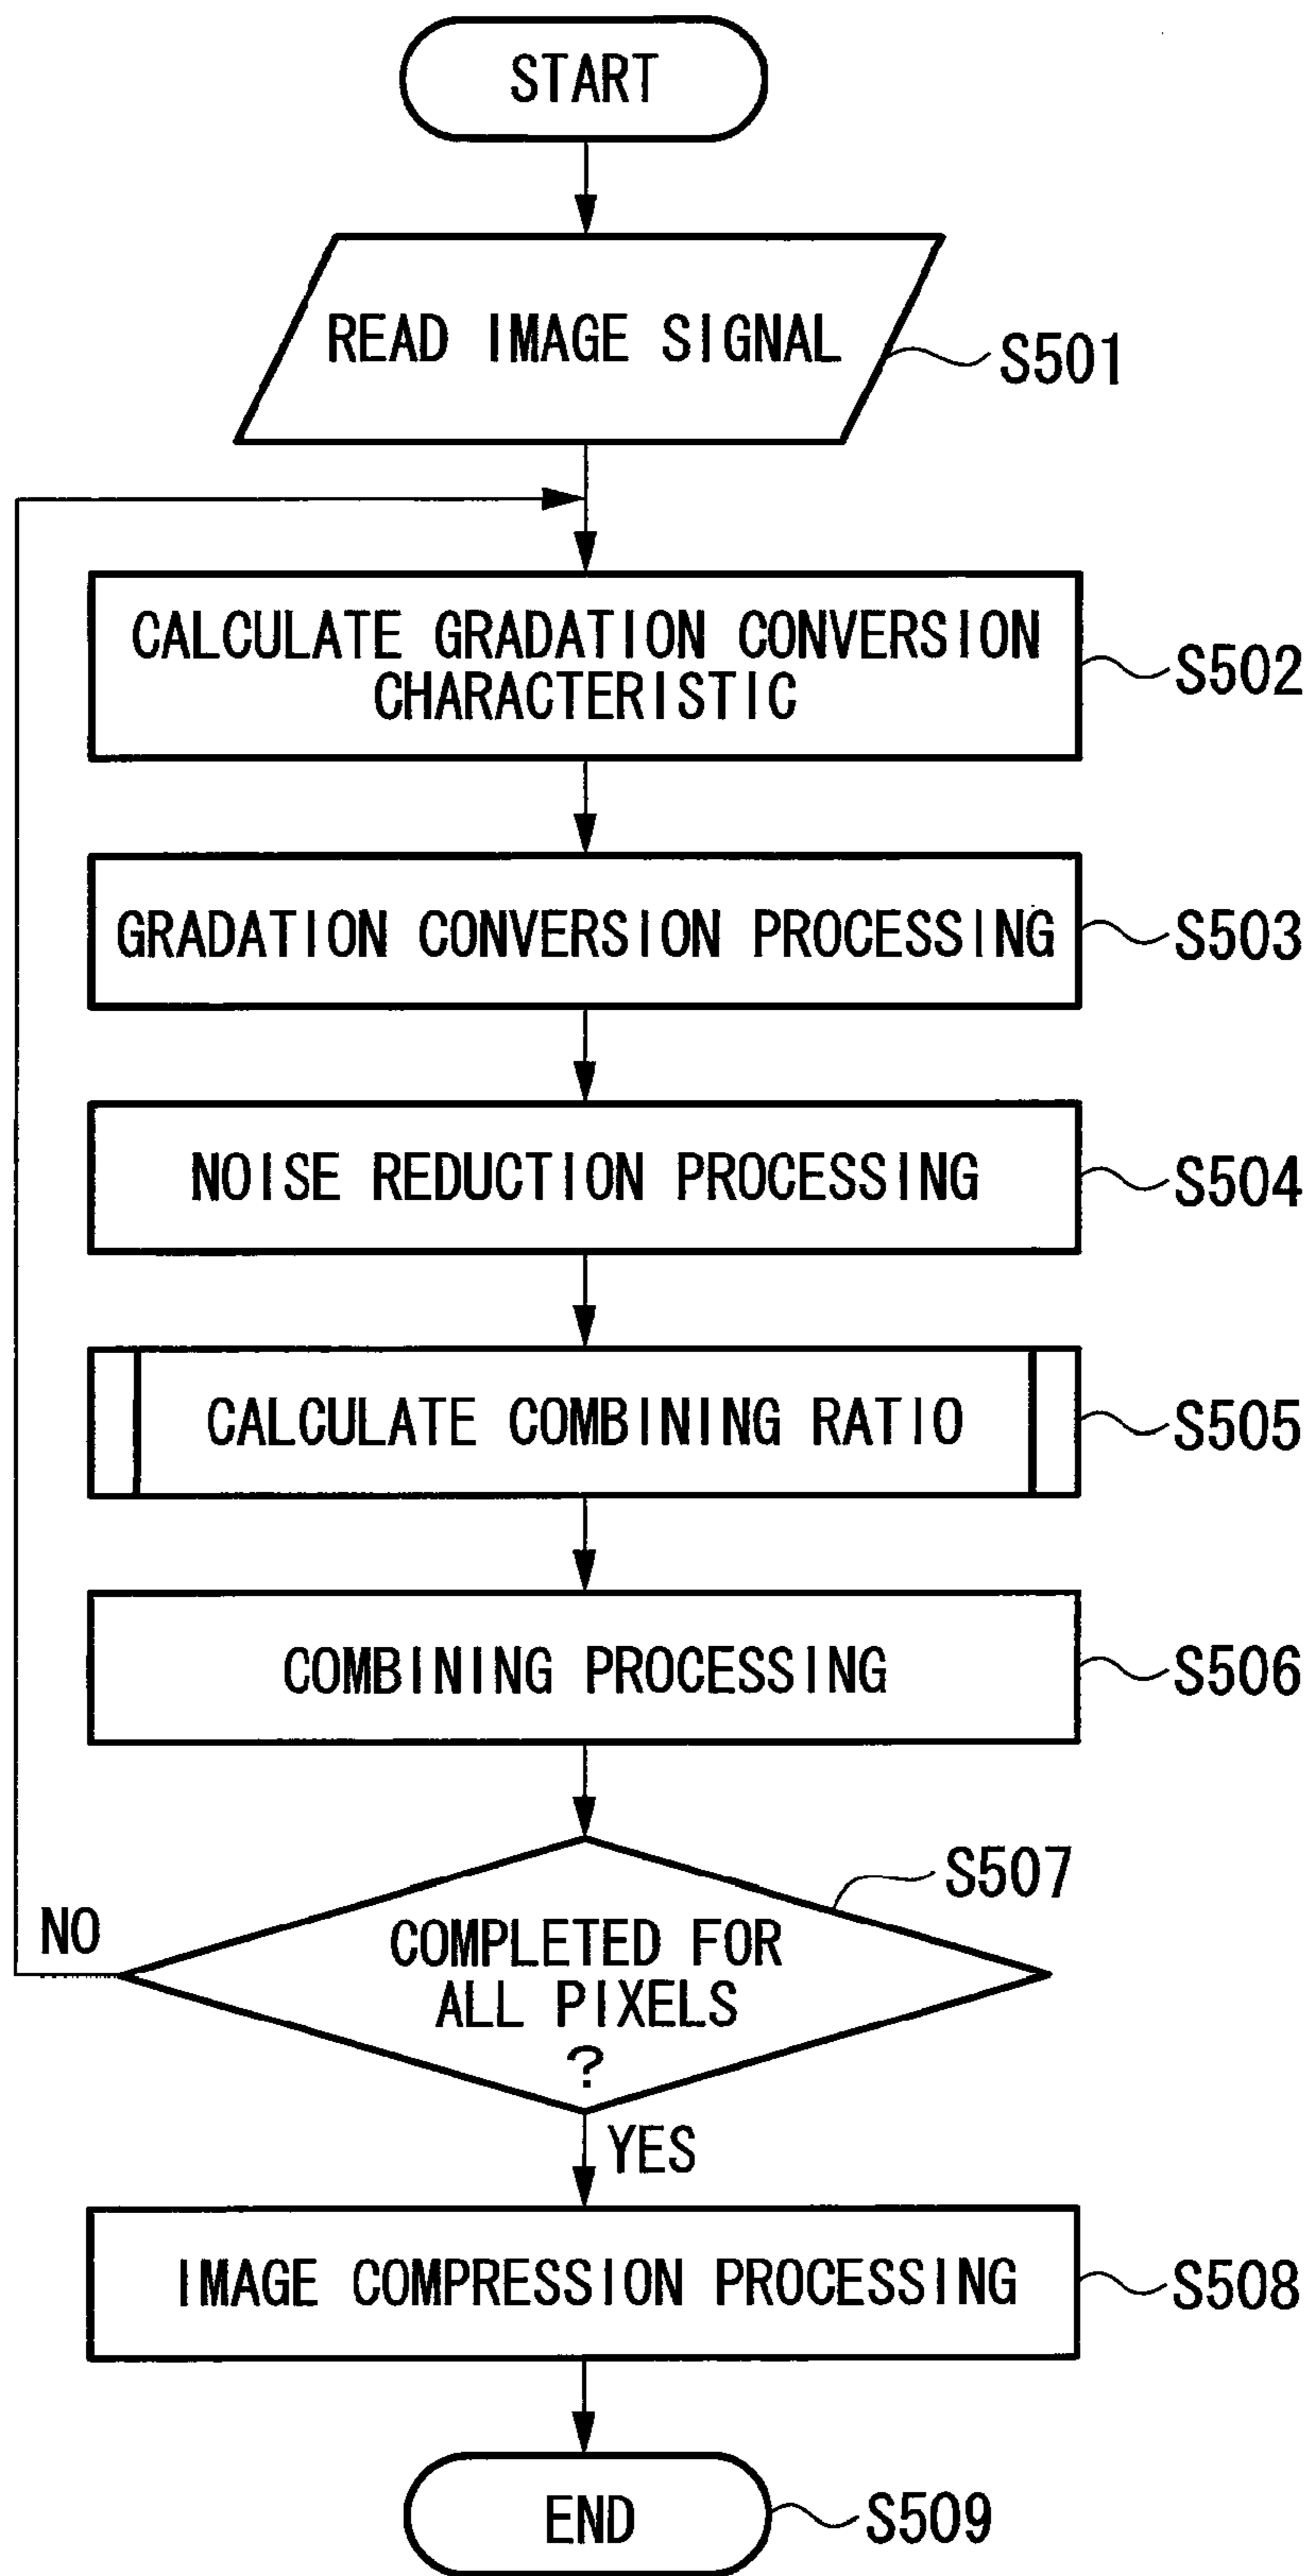 START
READ IMAGE SIGNAL
S501
CALCULATE GRADATION CONVERSION
CHARACTERISTIC
S502
GRADATION CONVERSION PROCESSING
S503
NOISE REDUCTION PROCESSING
S504
CALCULATE COMBINING RATIO
S505
COMBINING PROCESSING
S506
S507
COMPLETED FOR
ALL PIXELS
?
NO
YES
IMAGE COMPRESSION PROCESSING
S508
END
S509